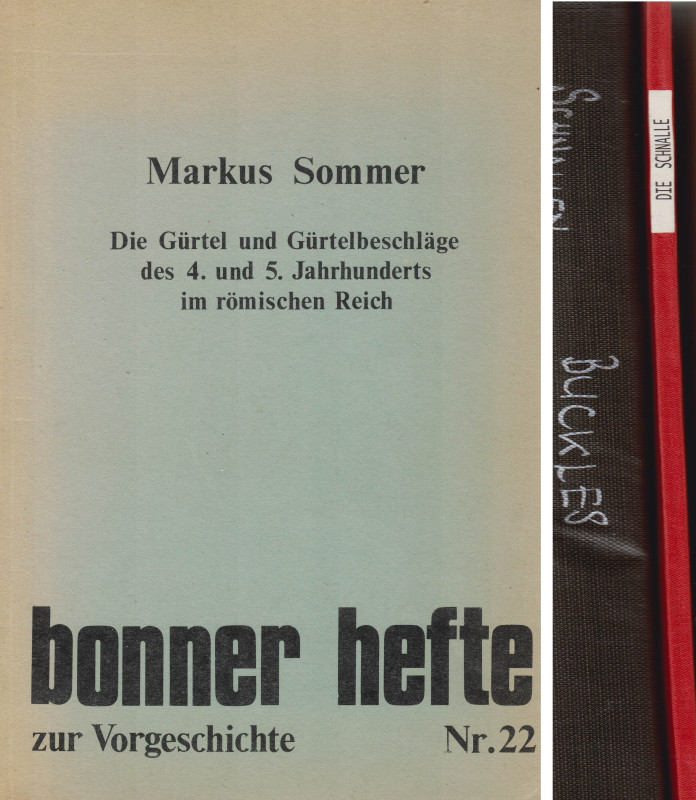 Markus Sommer
Die Gürtel und Gürtelbeschläge
des 4. und 5. Jahrhunderts
im römischen Reich
bonner hefte
zur Vorgeschichte Nr.22
BUCKLES
DIE SCHNALLE